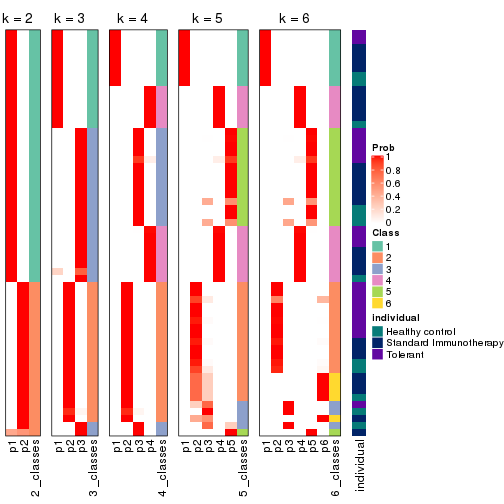 k = 2 k = 3 k = 4 k = 5 k = 6
Prob
1
0.8
0.6
0.4
0.2
0
Class
1
2
3
4
5
6
individual
Healthy control
Standard Immunotherapy
Tolerant
p1 p2 2_classes p1 p2 p3 3_classes p1 p2 p3 p4 4_classes p1 p2 p3 p4 p5 5_classes p1 p2 p3 p4 p5 p6 6_classes individual